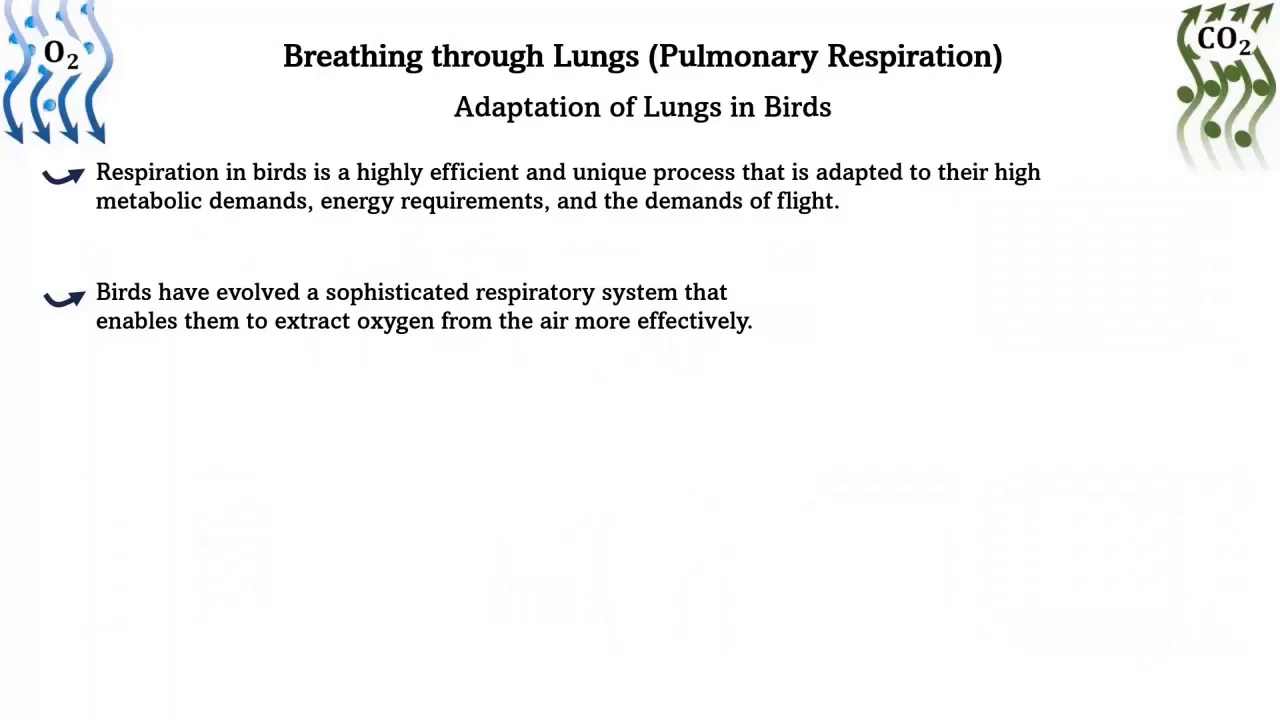 O₂
CO₂
Breathing through Lungs (Pulmonary Respiration)
Adaptation of Lungs in Birds
Respiration in birds is a highly efficient and unique process that is adapted to their high
metabolic demands, energy requirements, and the demands of flight.
Birds have evolved a sophisticated respiratory system that
enables them to extract oxygen from the air more effectively.